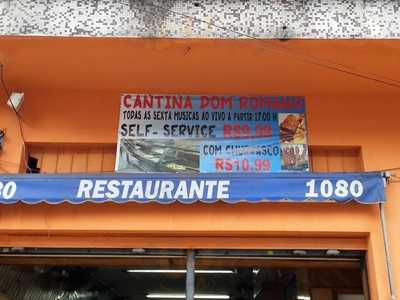 CANTINA DOM ROMANO
TODAS AS SEXTA MUSICAS AO VIVO A PARTIR 17:00 H
SELF- SERVICE R$9,99
COM CHURRASCO
R$10,99
80 RESTAURANTE 1080